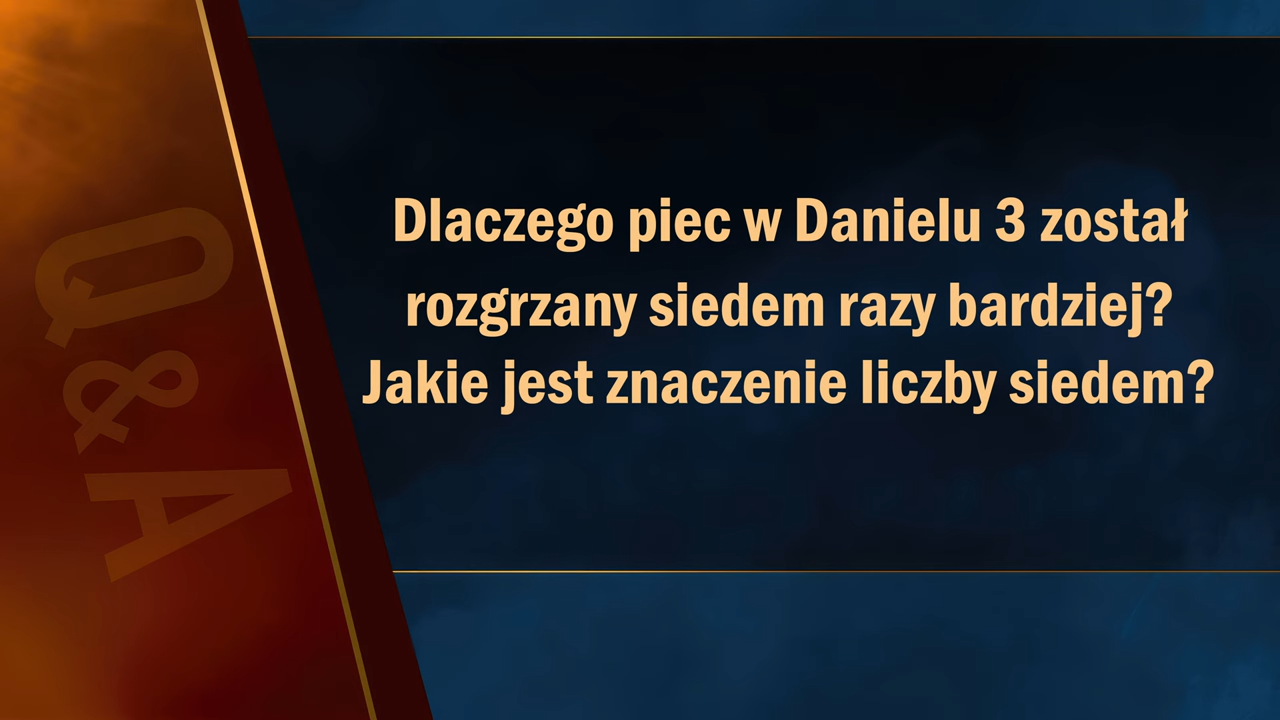 Q&A
Dlaczego piec w Danielu 3 został
rozgrzany siedem razy bardziej?
Jakie jest znaczenie liczby siedem?